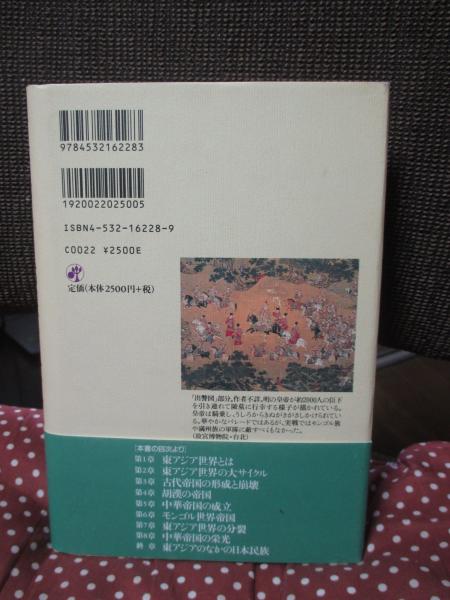 9784532162283
1920022025005
ISBN4-532-16228-9
C0022 ¥2500E
定価(本体2500円+税)
「出警図」部分。作者不詳。明の皇帝が約2000人の臣下
を引き連れて陵墓に行幸する様子が描かれている。
皇帝は騎乗し、うしろからきぬがさがさしかけられている。
華やかなパレードではあるが、実戦ではモンゴル族
や満州族の軍隊に敵すべくもなかった。
(故宮博物院・台北)
[本書の目次より]
第1章 東アジア世界とは
第2章 東アジア世界の大サイクル
第3章 古代帝国の形成と崩壊
第4章 胡漢の帝国
第5章 中華帝国の成立
第6章 モンゴル世界帝国
第7章 東アジア世界の分裂
第8章 中華帝国の栄光
終 章 東アジアのなかの日本民族